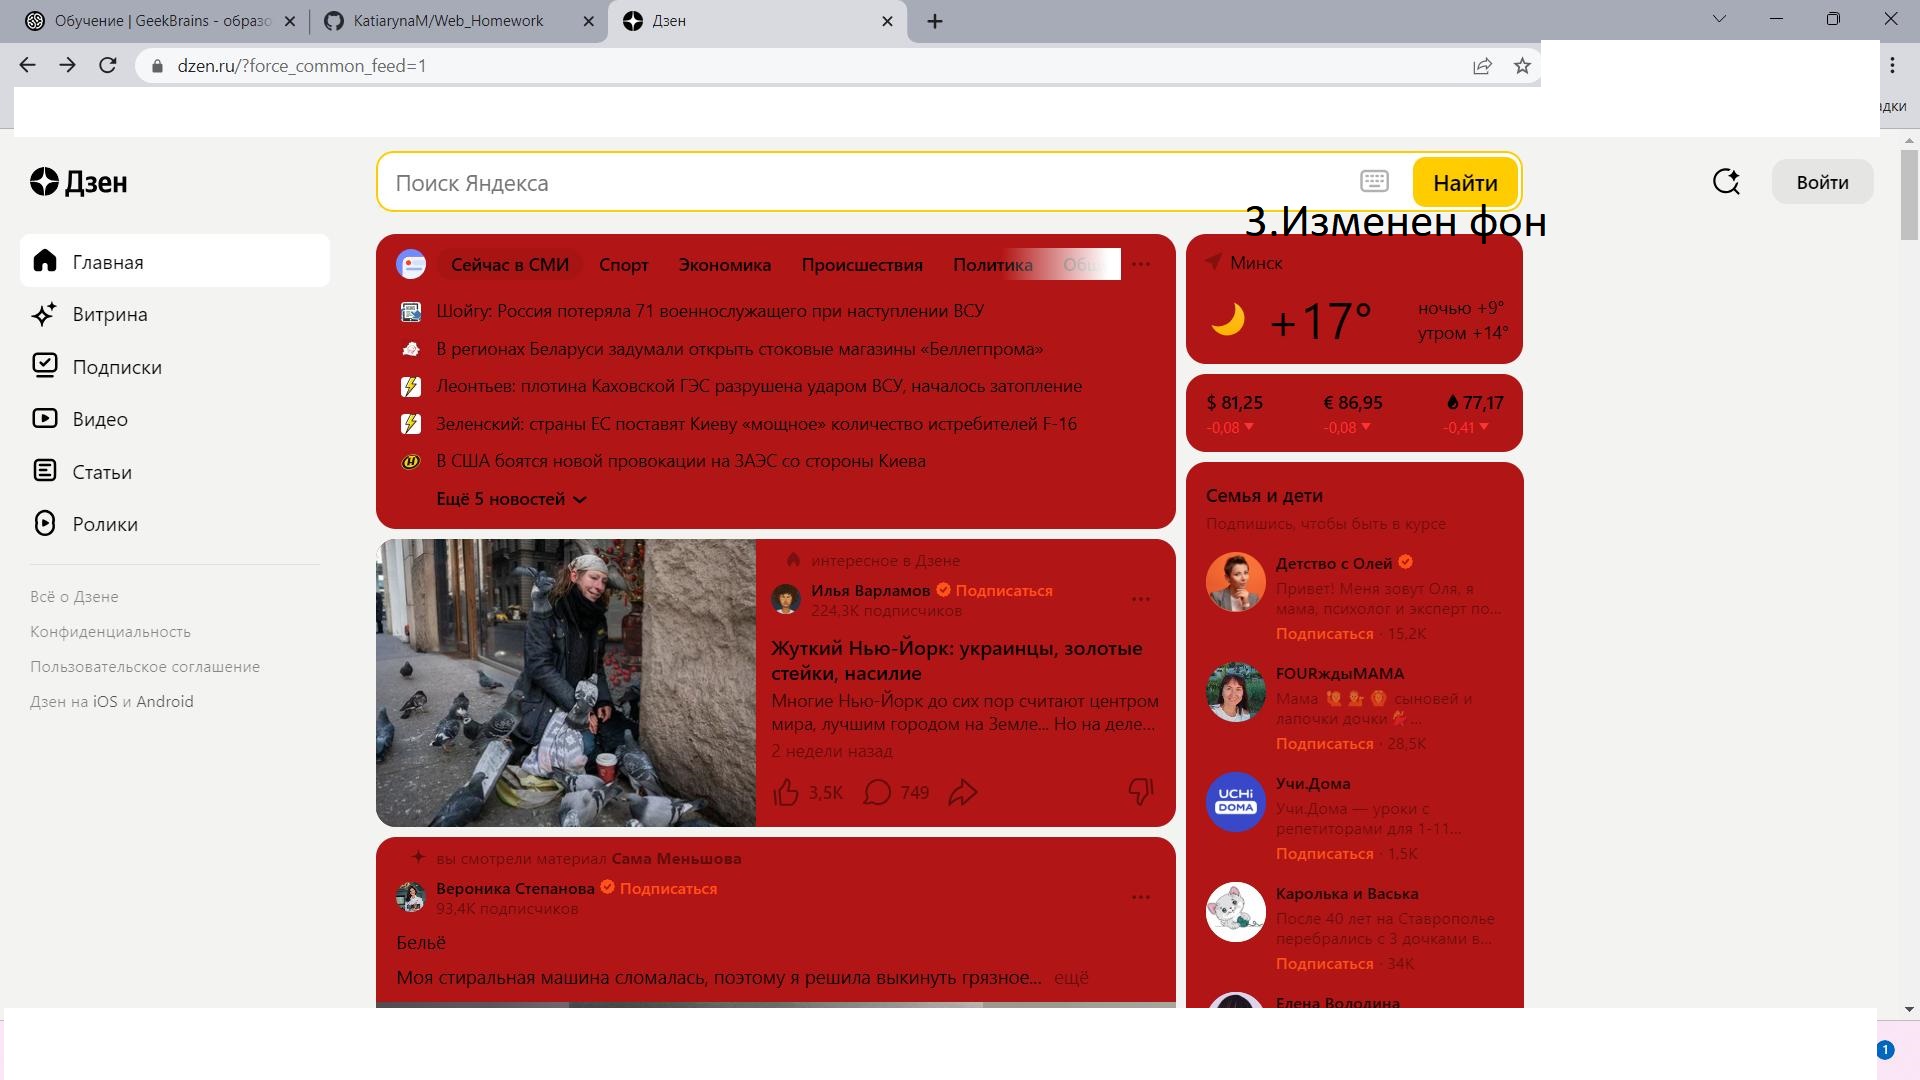 Обучение | GeekBrains - образо
KatiarynaM/Web_Homework
Дзен
dzen.ru/?force_common_feed=1
Дзен
Поиск Яндекса
Найти
Войти
3.Изменен фон
Главная
Витрина
Подписки
Видео
Статьи
Ролики
Всё о Дзене
Конфиденциальность
Пользовательское соглашение
Дзен на iOS и Android
Сейчас в СМИ Спорт Экономика Происшествия Политика
Шойгу: Россия потеряла 71 военнослужащего при наступлении ВСУ
В регионах Беларуси задумали открыть стоковые магазины «Беллегпрома»
Леонтьев: плотина Каховской ГЭС разрушена ударом ВСУ, началось затопление
Зеленский: страны ЕС поставят Киеву «мощное» количество истребителей F-16
В США боятся новой провокации на ЗАЭС со стороны Киева
Ещё 5 новостей
интересное в Дзене
Илья Варламов Подписаться
224,3K подписчиков
Жуткий Нью-Йорк: украинцы, золотые
стейки, насилие
Многие Нью-Йорк до сих пор считают центром
мира, лучшим городом на Земле... Но на деле...
2 недели назад
3,5K 749
вы смотрели материал Сама Меньшова
Вероника Степанова Подписаться
93,4K подписчиков
Бельё
Моя стиральная машина сломалась, поэтому я решила выкинуть грязное... ещё
Минск
+17°
ночью +9°
утром +14°
$ 81,25 € 86,95 77,17
-0,08 -0,08 -0,41
Семья и дети
Подпишись, чтобы быть в курсе
Детство с Олей
Привет! Меня зовут Оля, я
мама, психолог и эксперт по...
Подписаться · 15,2K
FOURждыМАМА
Мама сыновей и
лапочки дочки ...
Подписаться · 28,5K
UCHi
DOMA
Учи.Дома
Учи.Дома — уроки с
репетиторами для 1-11...
Подписаться · 1,5K
Каролька и Васька
После 40 лет на Ставрополье
перебрались с 3 дочками в...
Подписаться · 34K
Елена Володина
1